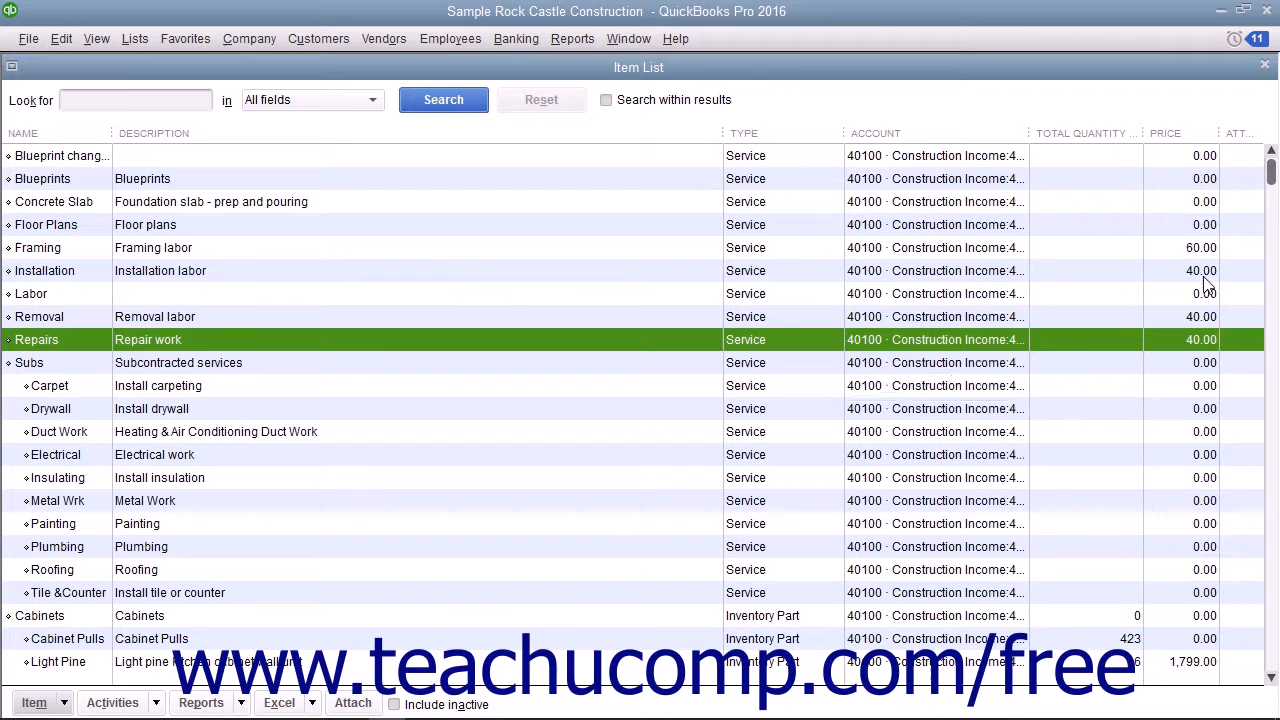 Sample Rock Castle Construction - QuickBooks Pro 2016
File Edit View Lists Favorites Company Customers Vendors Employees Banking Reports Window Help 11
Item List
Look for in All fields Search Reset Search within results
NAME DESCRIPTION TYPE ACCOUNT TOTAL QUANTITY ... PRICE ATT...
Blueprint chang... Service 40100 · Construction Income:4... 0.00
Blueprints Blueprints Service 40100 · Construction Income:4... 0.00
Concrete Slab Foundation slab - prep and pouring Service 40100 · Construction Income:4... 0.00
Floor Plans Floor plans Service 40100 · Construction Income:4... 0.00
Framing Framing labor Service 40100 · Construction Income:4... 60.00
Installation Installation labor Service 40100 · Construction Income:4... 40.00
Labor Service 40100 · Construction Income:4... 0.00
Removal Removal labor Service 40100 · Construction Income:4... 40.00
Repairs Repair work Service 40100 · Construction Income:4... 40.00
Subs Subcontracted services Service 40100 · Construction Income:4... 0.00
Carpet Install carpeting Service 40100 · Construction Income:4... 0.00
Drywall Install drywall Service 40100 · Construction Income:4... 0.00
Duct Work Heating & Air Conditioning Duct Work Service 40100 · Construction Income:4... 0.00
Electrical Electrical work Service 40100 · Construction Income:4... 0.00
Insulating Install insulation Service 40100 · Construction Income:4... 0.00
Metal Wrk Metal Work Service 40100 · Construction Income:4... 0.00
Painting Painting Service 40100 · Construction Income:4... 0.00
Plumbing Plumbing Service 40100 · Construction Income:4... 0.00
Roofing Roofing Service 40100 · Construction Income:4... 0.00
Tile &Counter Install tile or counter Service 40100 · Construction Income:4... 0.00
Cabinets Cabinets Inventory Part 40100 · Construction Income:4... 0 0.00
Cabinet Pulls Cabinet Pulls Inventory Part 40100 · Construction Income:4... 423 0.00
Light Pine Light pine kitchen cabinet Inventory Part 40100 · Construction Income:4... 1,799.00
www.teachucomp.com/free
Item Activities Reports Excel Attach Include inactive